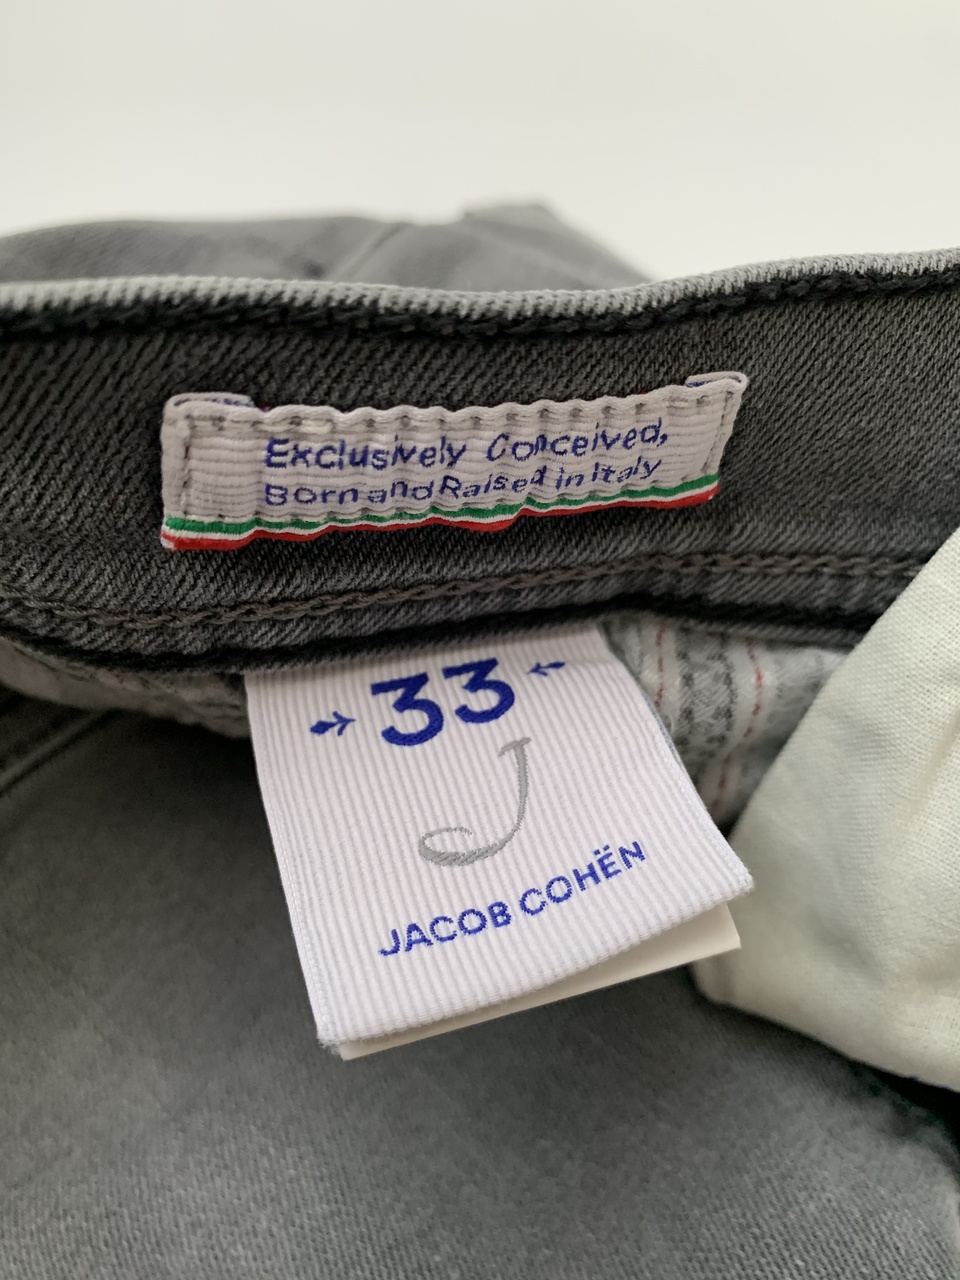 Exclusively Conceived,
Born and Raised in Italy
33
J
JACOB COHËN